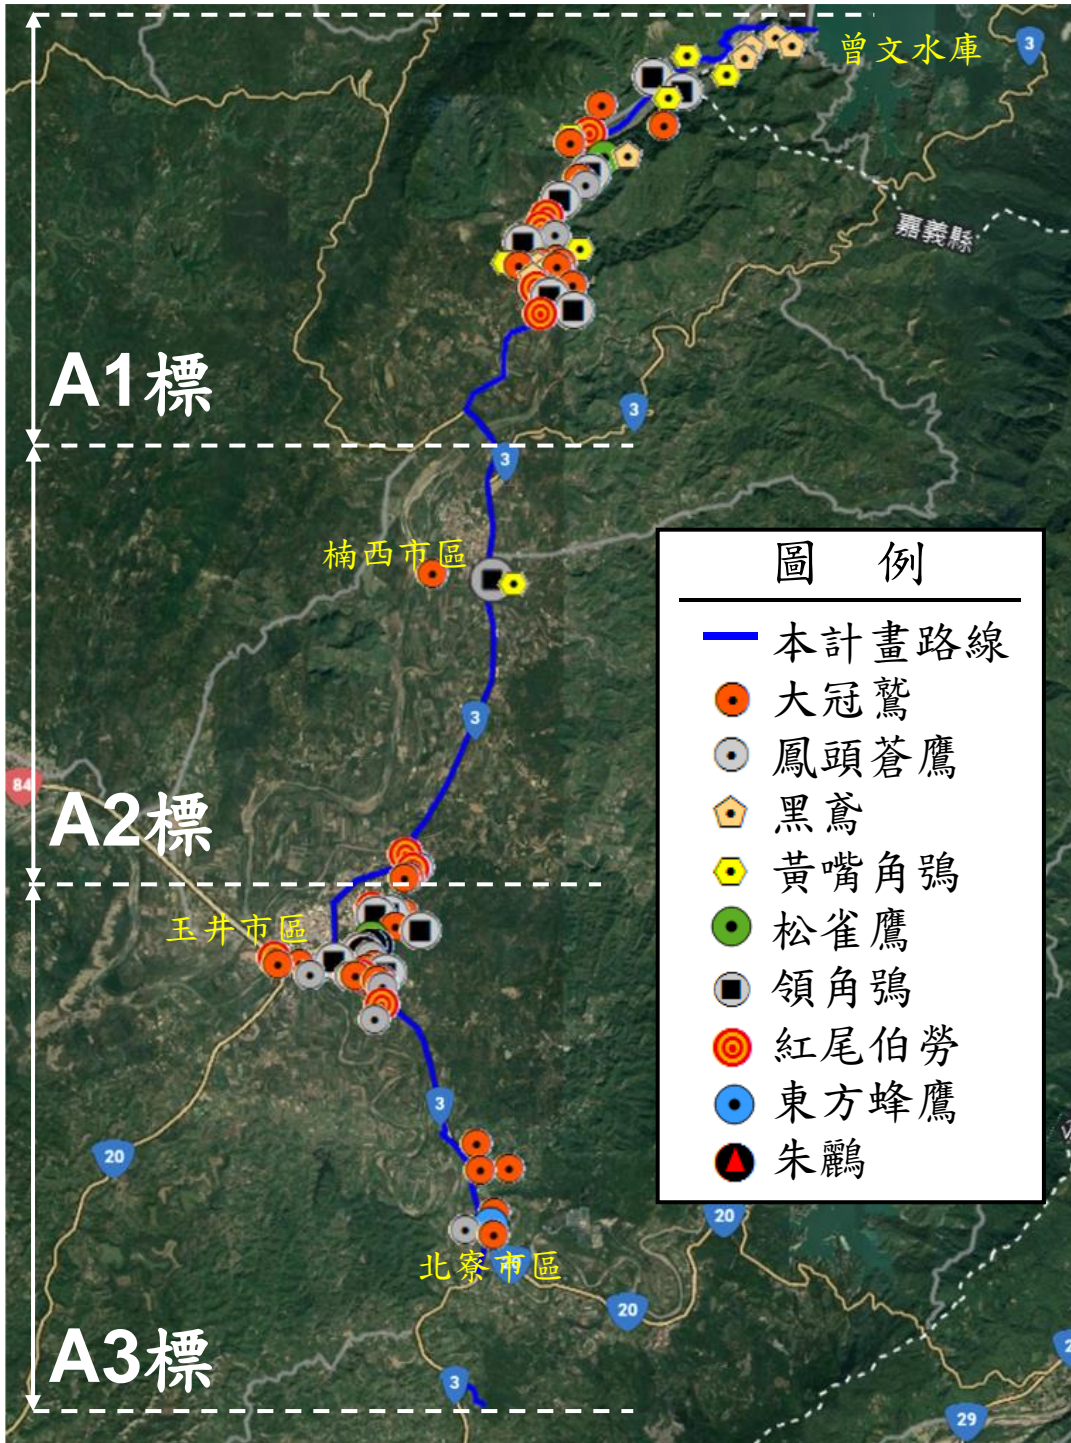 曾文水庫
3
嘉義縣
A1標
3
3
楠西市區
圖 例
本計畫路線
大冠鷲
鳳頭蒼鷹
黑鳶
黃嘴角鴞
松雀鷹
領角鴞
紅尾伯勞
東方蜂鷹
朱鸝
3
84
A2標
玉井市區
3
20
20
北寮市區
20
A3標
3
29